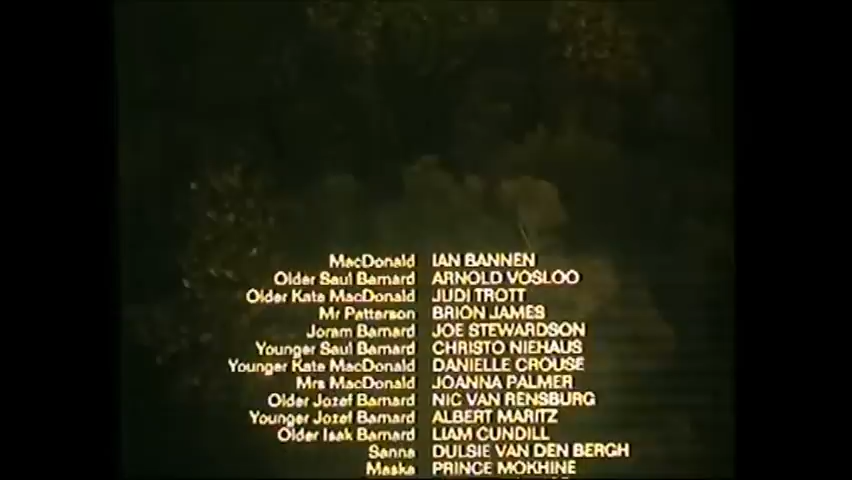 MacDonald IAN BANNEN
Older Saul Barnard ARNOLD VOSLOO
Older Kate MacDonald JUDI TROTT
Mr Patterson BRION JAMES
Joram Barnard JOE STEWARDSON
Younger Saul Barnard CHRISTO NIEHAUS
Younger Kate MacDonald DANIELLE CROUSE
Mrs MacDonald JOANNA PALMER
Older Jozef Barnard NIC VAN RENSBURG
Younger Jozef Barnard ALBERT MARITZ
Older Isak Barnard LIAM CUNDILL
Sanna DULSIE VAN DEN BERGH
Maska PRINCE MOKHINE